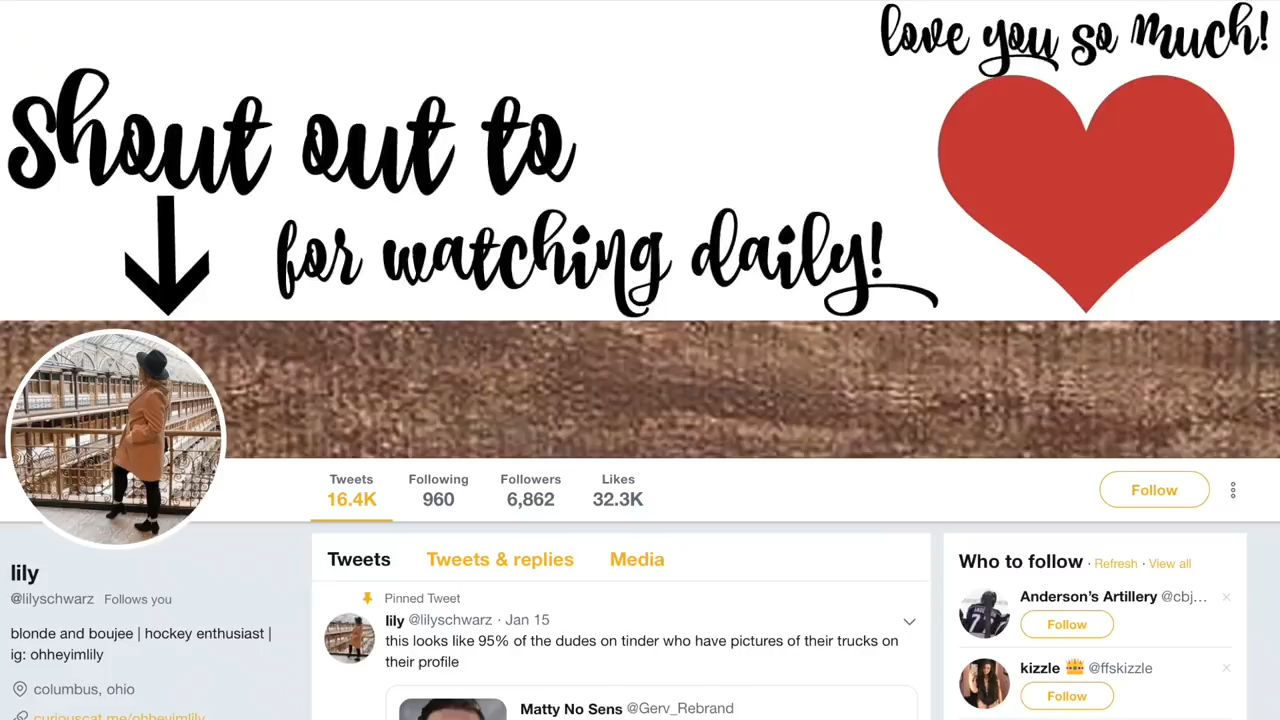 love you so much!
shout out to
for watching daily!
Tweets
16.4K
Following
960
Followers
6,862
Likes
32.3K
Follow
lily
@lilyschwarz Follows you
blonde and boujee | hockey enthusiast |
ig: ohheyimlily
columbus, ohio
curiouscat.me/ohheyimlily
Tweets Tweets & replies Media
Pinned Tweet
lily @lilyschwarz · Jan 15
this looks like 95% of the dudes on tinder who have pictures of their trucks on
their profile
Matty No Sens @Gerv_Rebrand
Who to follow · Refresh · View all
Anderson's Artillery @cbj...
Follow
kizzle 👑 @ffskizzle
Follow